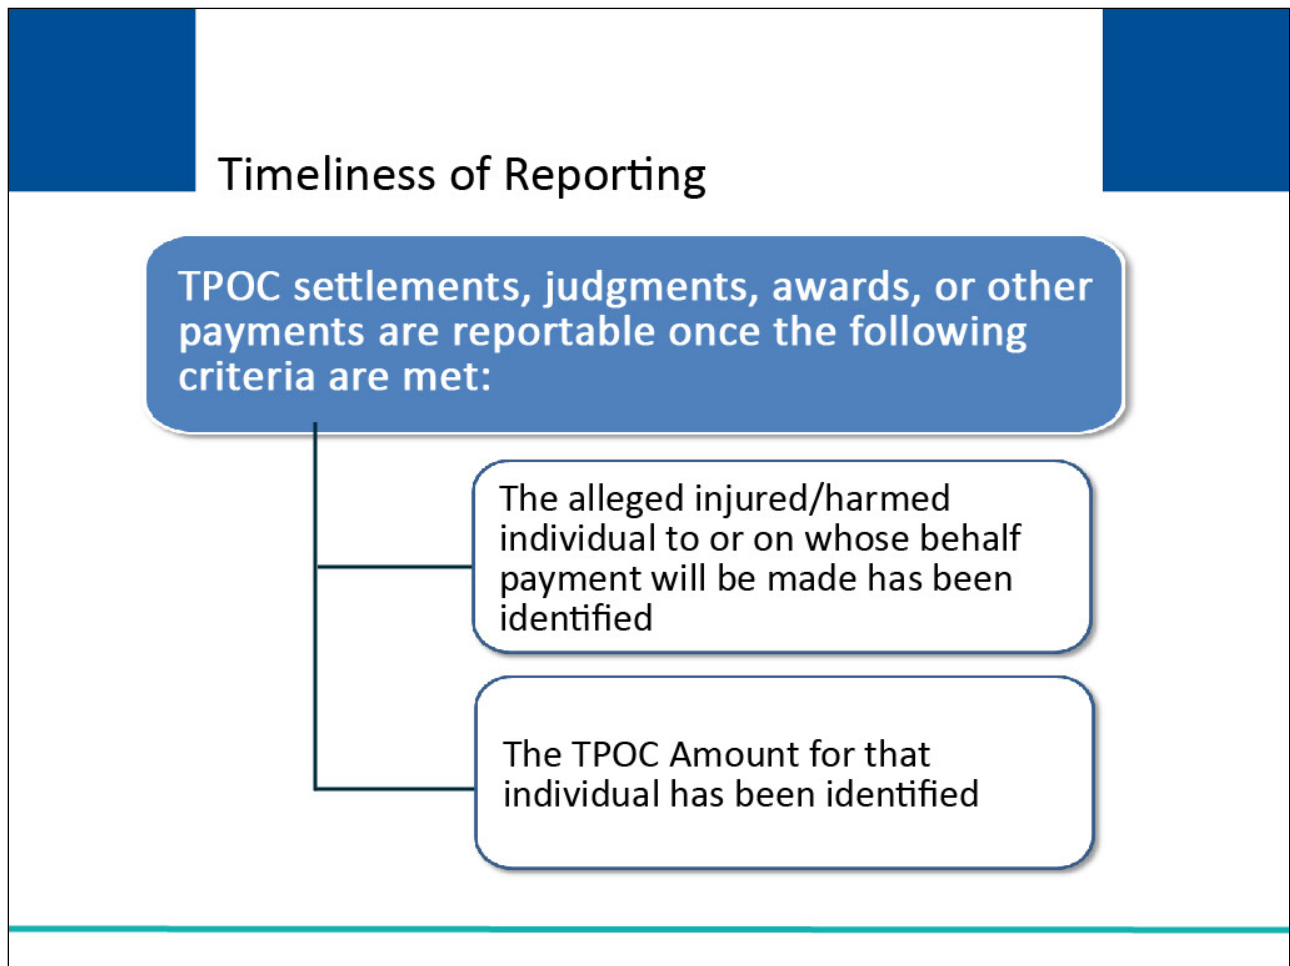 Timeliness of Reporting
TPOC settlements, judgments, awards, or other
payments are reportable once the following
criteria are met:
The alleged injured/harmed
individual to or on whose behalf
payment will be made has been
identified
The TPOC Amount for that
individual has been identified